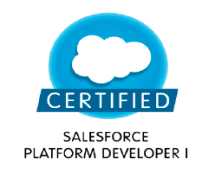 CERTIFIED
SALESFORCE
PLATFORM DEVELOPER I